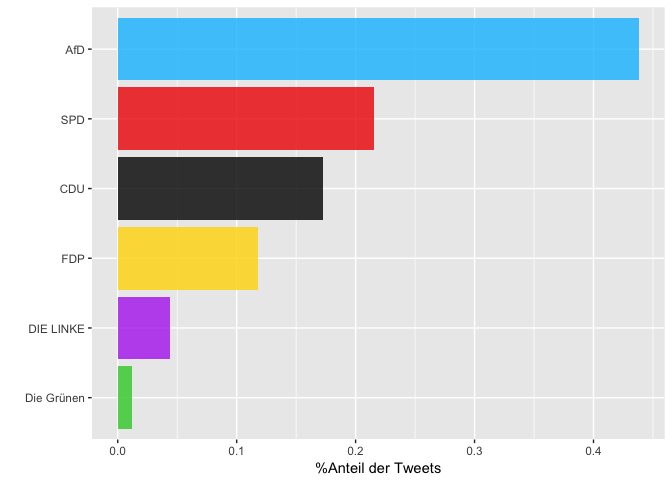 AfD
SPD
CDU
FDP
DIE LINKE
Die Grünen
0.0 0.1 0.2 0.3 0.4
%Anteil der Tweets